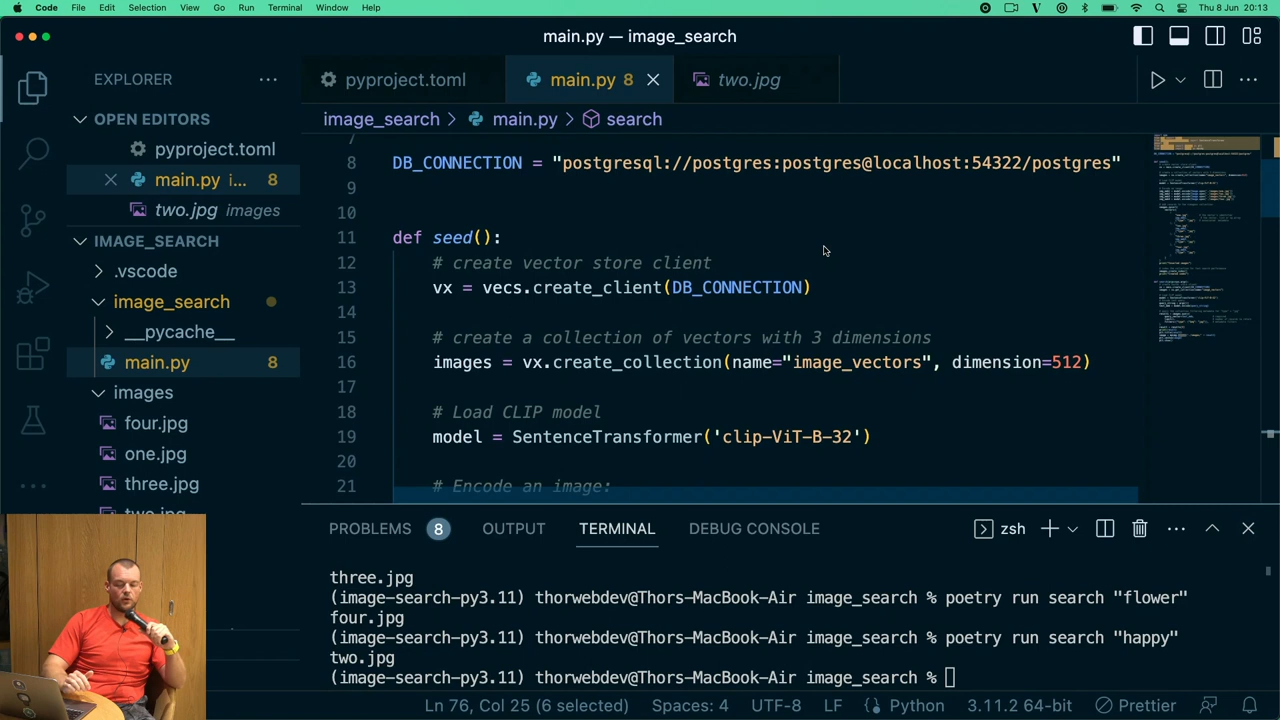 Code File Edit Selection View Go Run Terminal Window Help Thu 8 Jun 20:13
main.py — image_search
EXPLORER
pyproject.toml
main.py 8
two.jpg
image_search > main.py > search
OPEN EDITORS
pyproject.toml
main.py i... 8
two.jpg images
IMAGE_SEARCH
.vscode
image_search
__pycache__
main.py 8
images
four.jpg
one.jpg
three.jpg
two.jpg
7
8 DB_CONNECTION = "postgresql://postgres:postgres@localhost:54322/postgres"
9
10
11 def seed():
12 # create vector store client
13 vx = vecs.create_client(DB_CONNECTION)
14
15 # create a collection of vectors with 3 dimensions
16 images = vx.create_collection(name="image_vectors", dimension=512)
17
18 # Load CLIP model
19 model = SentenceTransformer('clip-ViT-B-32')
20
21 # Encode an image:
PROBLEMS 8 OUTPUT TERMINAL DEBUG CONSOLE zsh
three.jpg
(image-search-py3.11) thorwebdev@Thors-MacBook-Air image_search % poetry run search "flower"
four.jpg
(image-search-py3.11) thorwebdev@Thors-MacBook-Air image_search % poetry run search "happy"
two.jpg
(image-search-py3.11) thorwebdev@Thors-MacBook-Air image_search %
Ln 76, Col 25 (6 selected) Spaces: 4 UTF-8 LF Python 3.11.2 64-bit Prettier